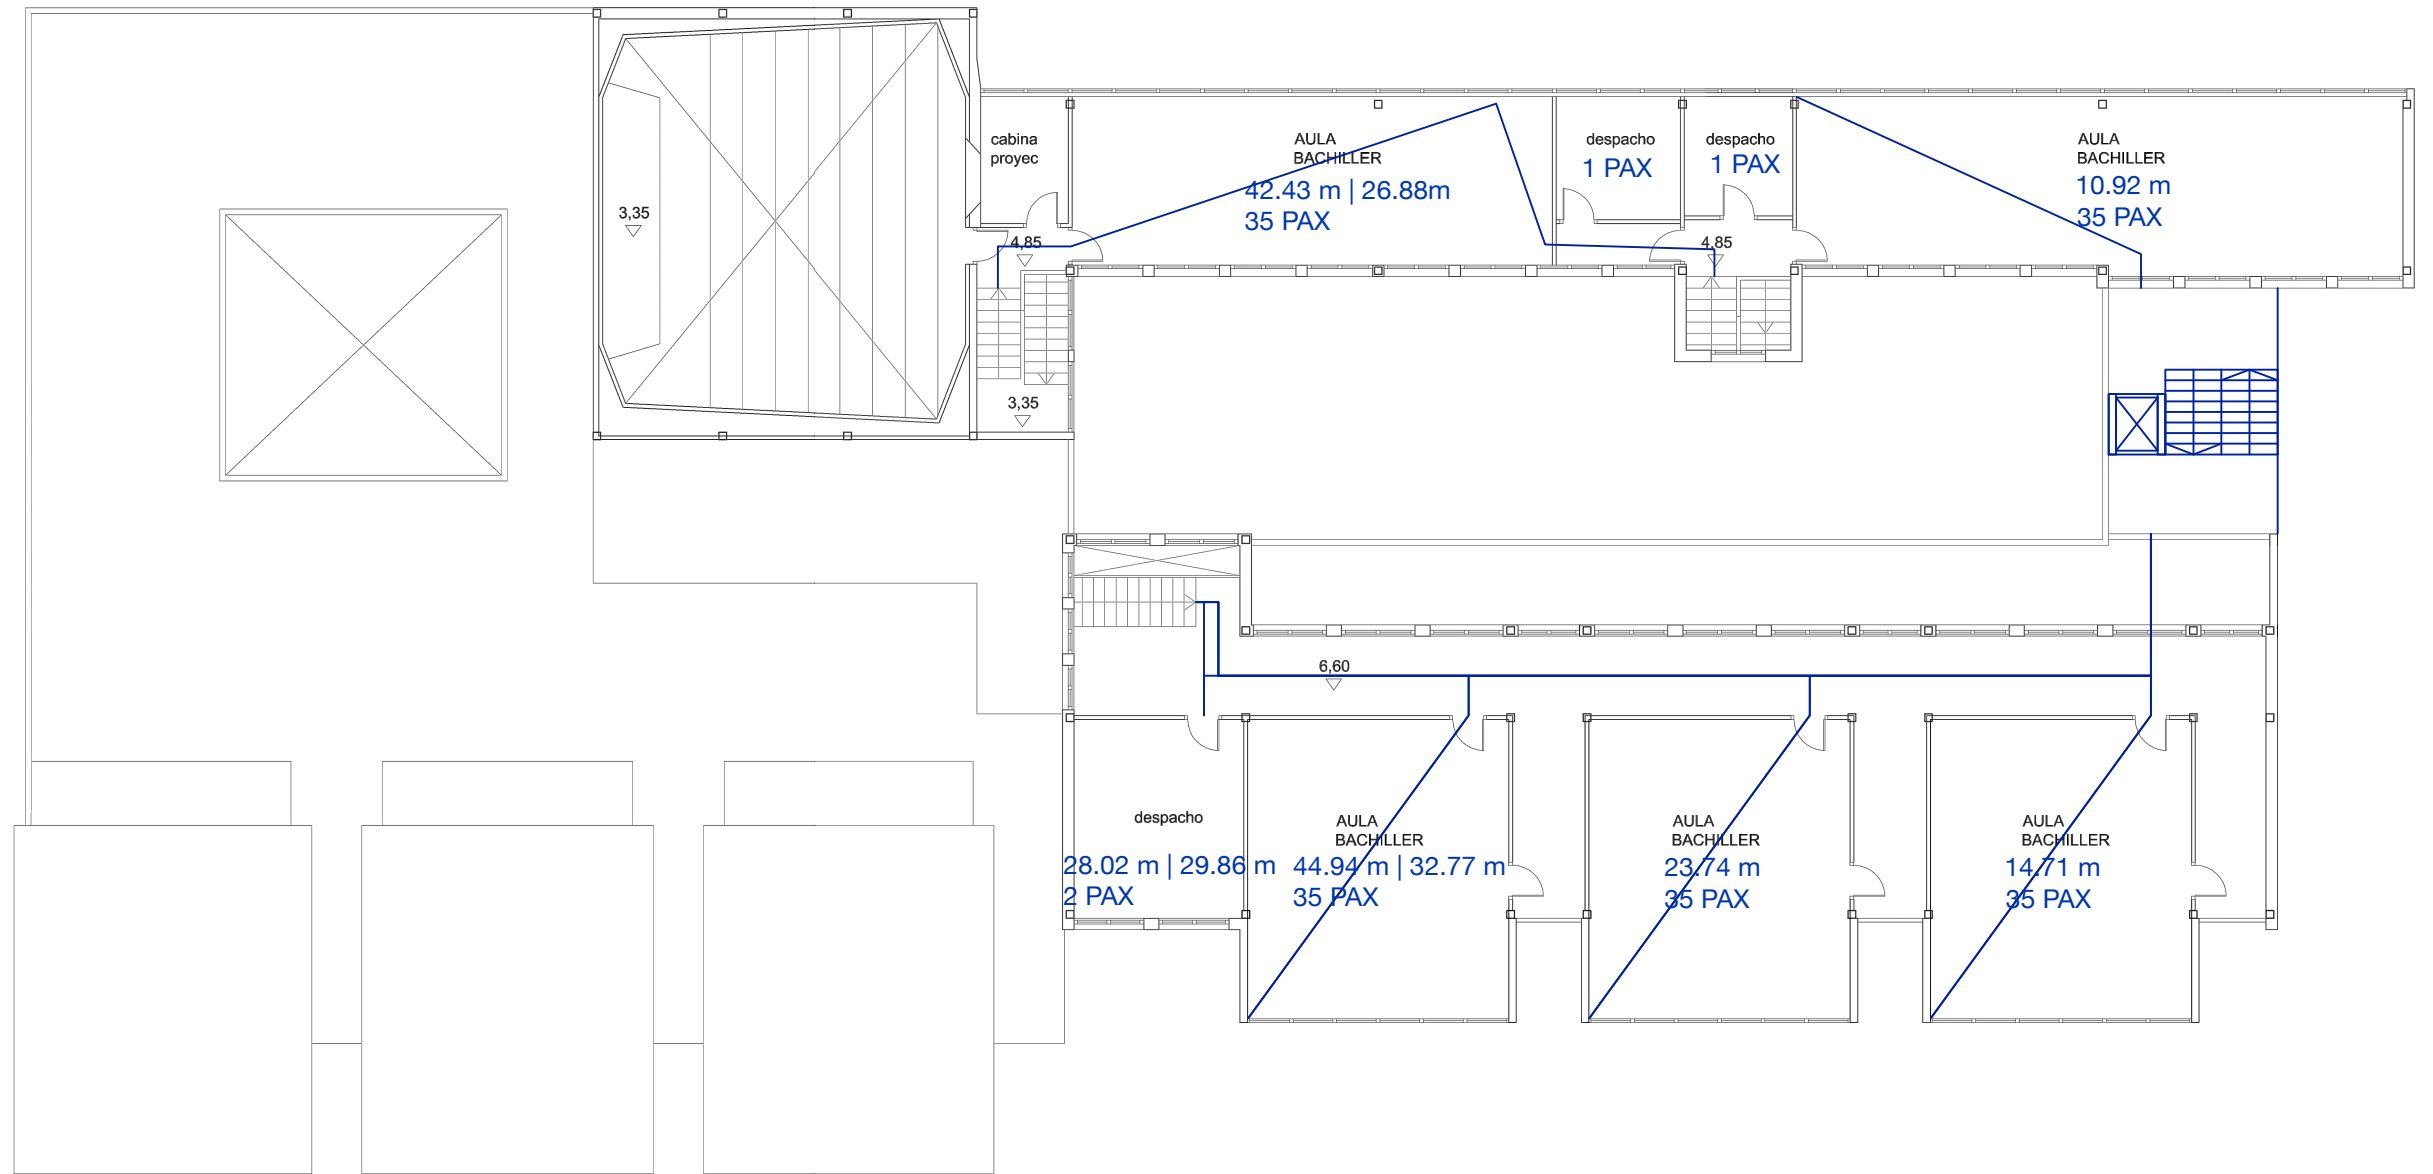 cabina
proyec
AULA
BACHILLER
42.43 m | 26.88m
35 PAX
despacho
1 PAX
despacho
1 PAX
AULA
BACHILLER
10.92 m
35 PAX
3,35
4,85
4,85
3,35
6,60
despacho
28.02 m | 29.86 m
2 PAX
AULA
BACHILLER
44.94 m | 32.77 m
35 PAX
AULA
BACHILLER
23.74 m
35 PAX
AULA
BACHILLER
14.71 m
35 PAX